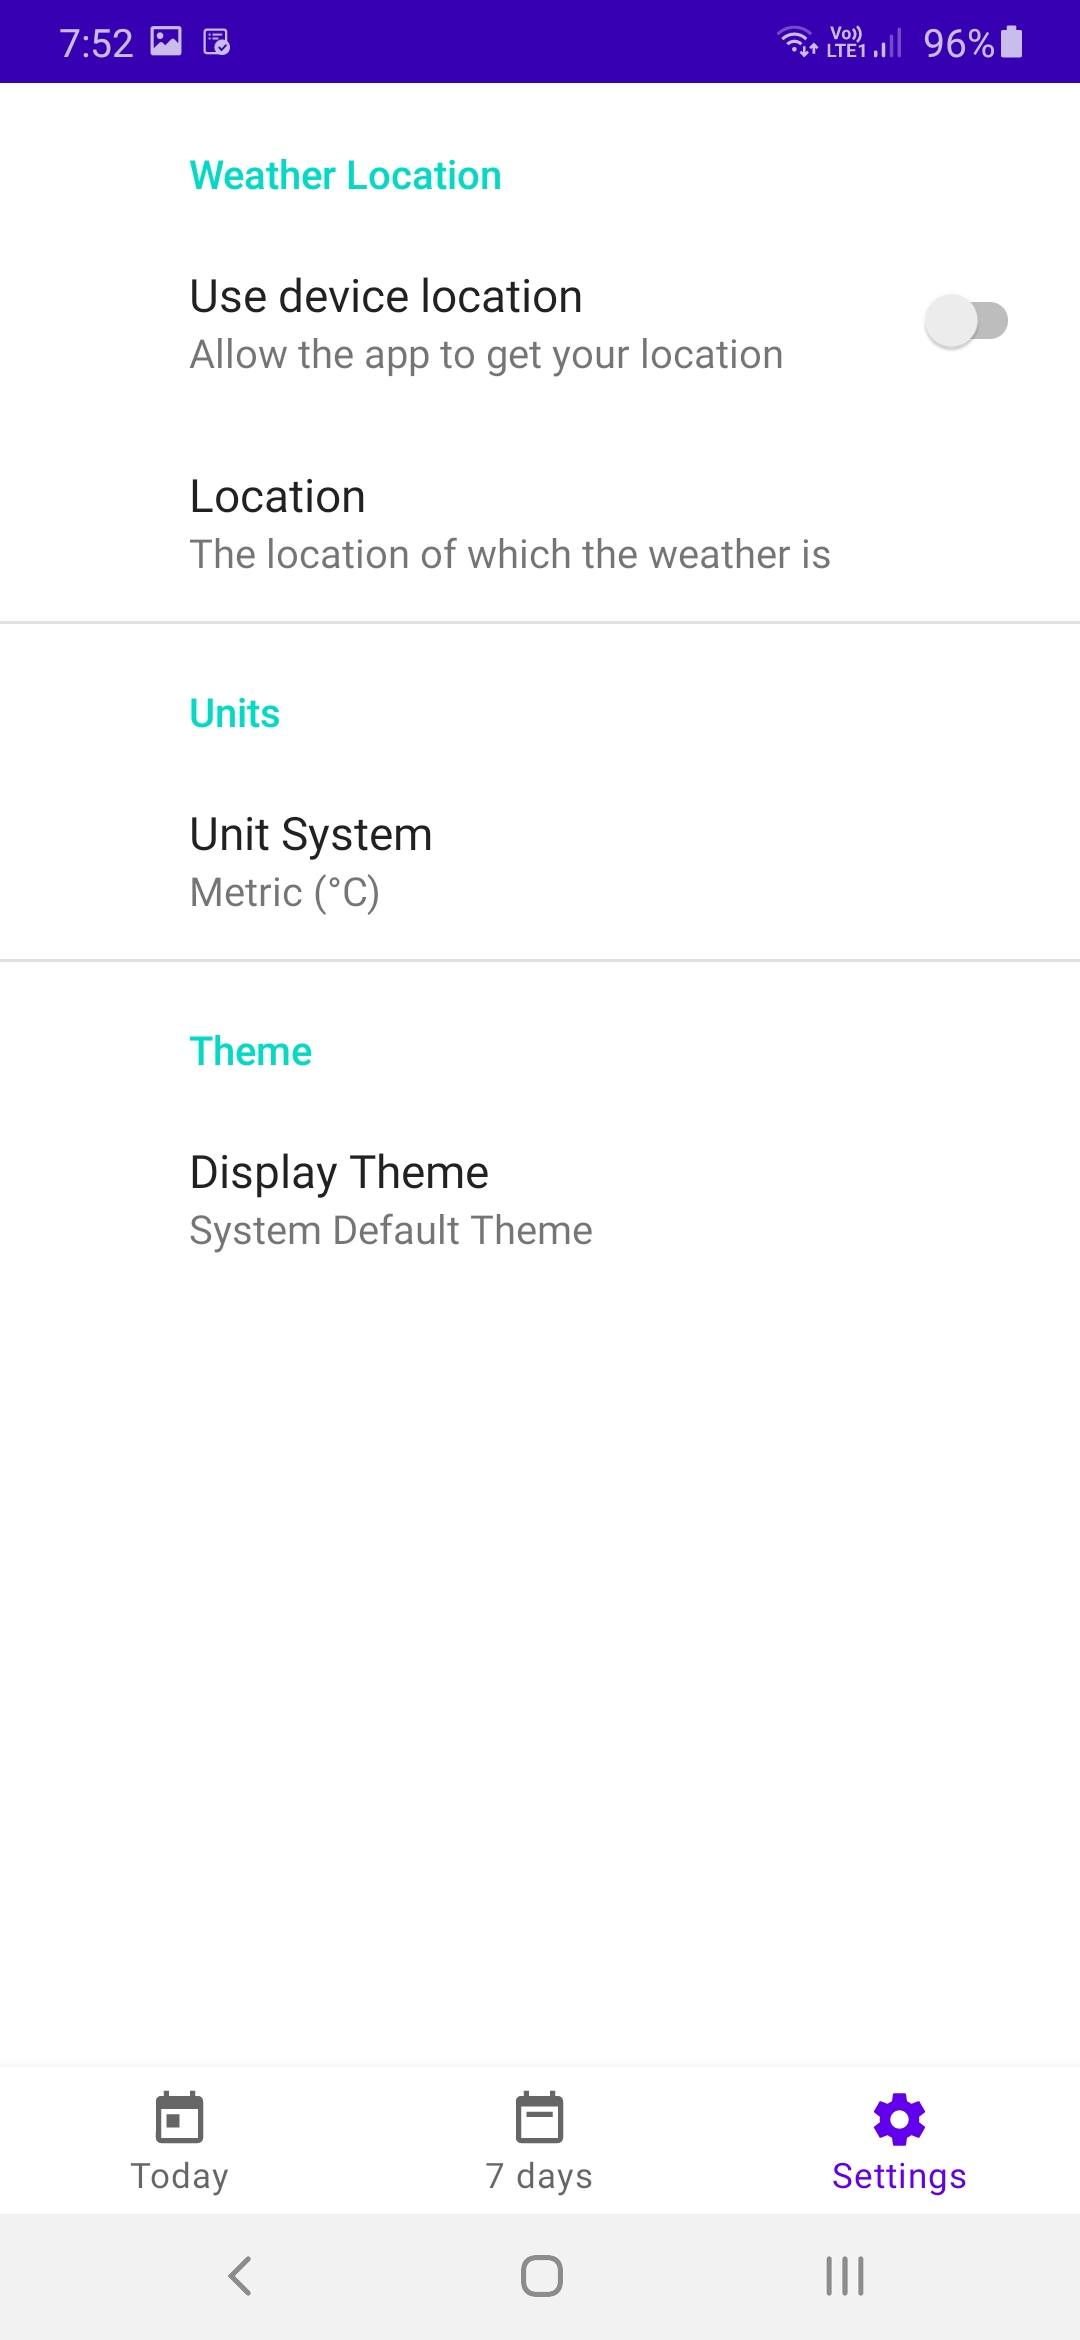 7:52 Vo)) LTE1 96%
Weather Location
Use device location
Allow the app to get your location
Location
The location of which the weather is
Units
Unit System
Metric (°C)
Theme
Display Theme
System Default Theme
Today 7 days Settings